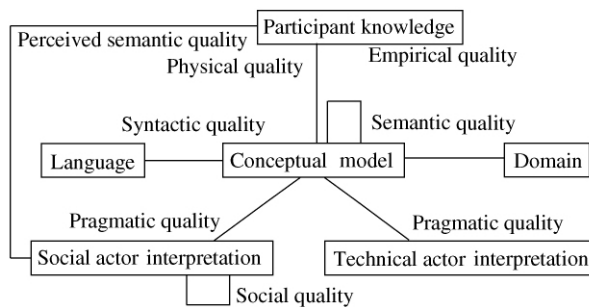 Participant knowledge
Perceived semantic quality
Empirical quality
Physical quality
Syntactic quality
Semantic quality
Language
Conceptual model
Domain
Pragmatic quality
Pragmatic quality
Social actor interpretation
Technical actor interpretation
Social quality